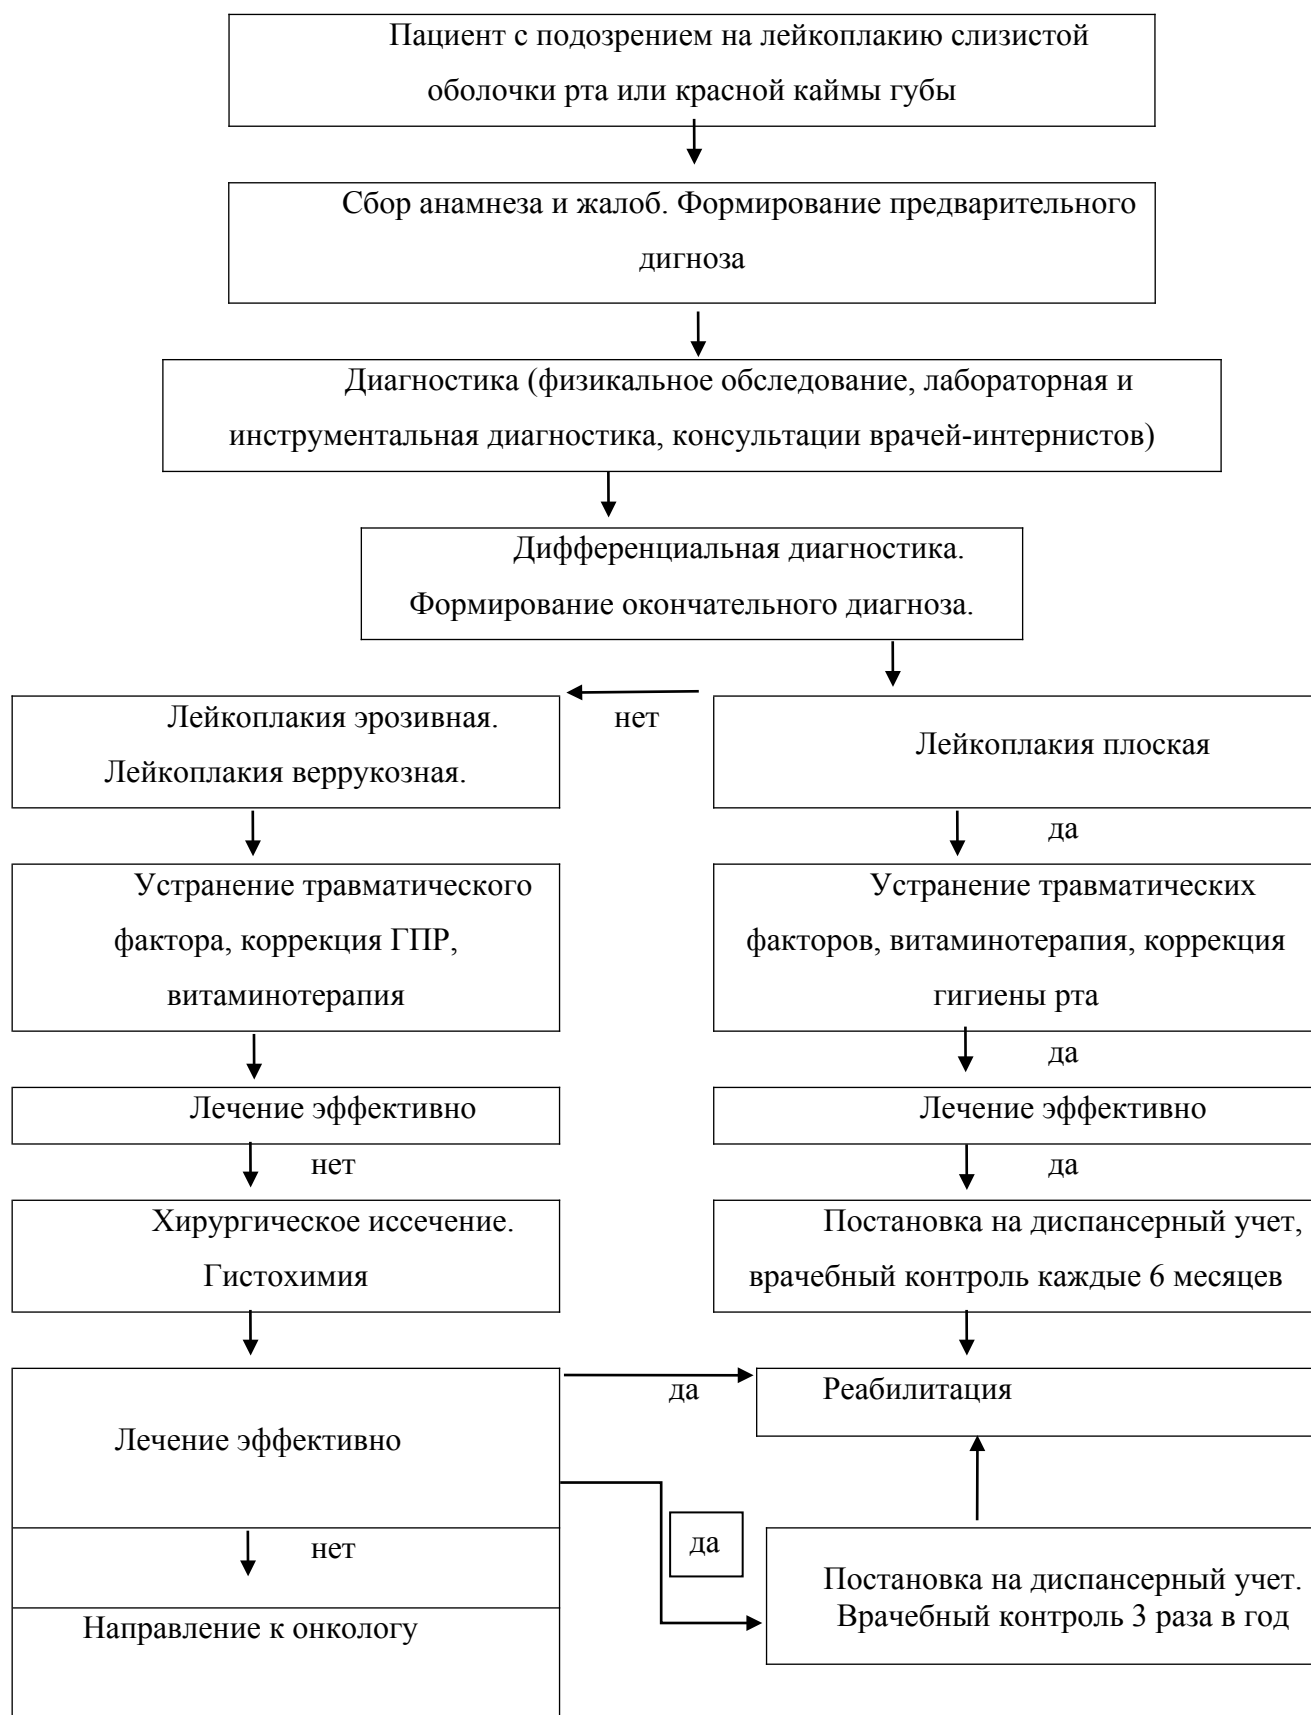 Пациент с подозрением на лейкоплакию слизистой
оболочки рта или красной каймы губы
Сбор анамнеза и жалоб. Формирование предварительного
дигноза
Диагностика (физикальное обследование, лабораторная и
инструментальная диагностика, консультации врачей-интернистов)
Дифференциальная диагностика.
Формирование окончательного диагноза.
Лейкоплакия эрозивная.
Лейкоплакия веррукозная.
нет
Лейкоплакия плоская
да
Устранение травматического
фактора, коррекция ГПР,
витаминотерапия
Устранение травматических
факторов, витаминотерапия, коррекция
гигиены рта
да
Лечение эффективно
Лечение эффективно
нет
да
Хирургическое иссечение.
Гистохимия
Постановка на диспансерный учет,
врачебный контроль каждые 6 месяцев
Лечение эффективно
да
Реабилитация
да
нет
Постановка на диспансерный учет.
Врачебный контроль 3 раза в год
Направление к онкологу